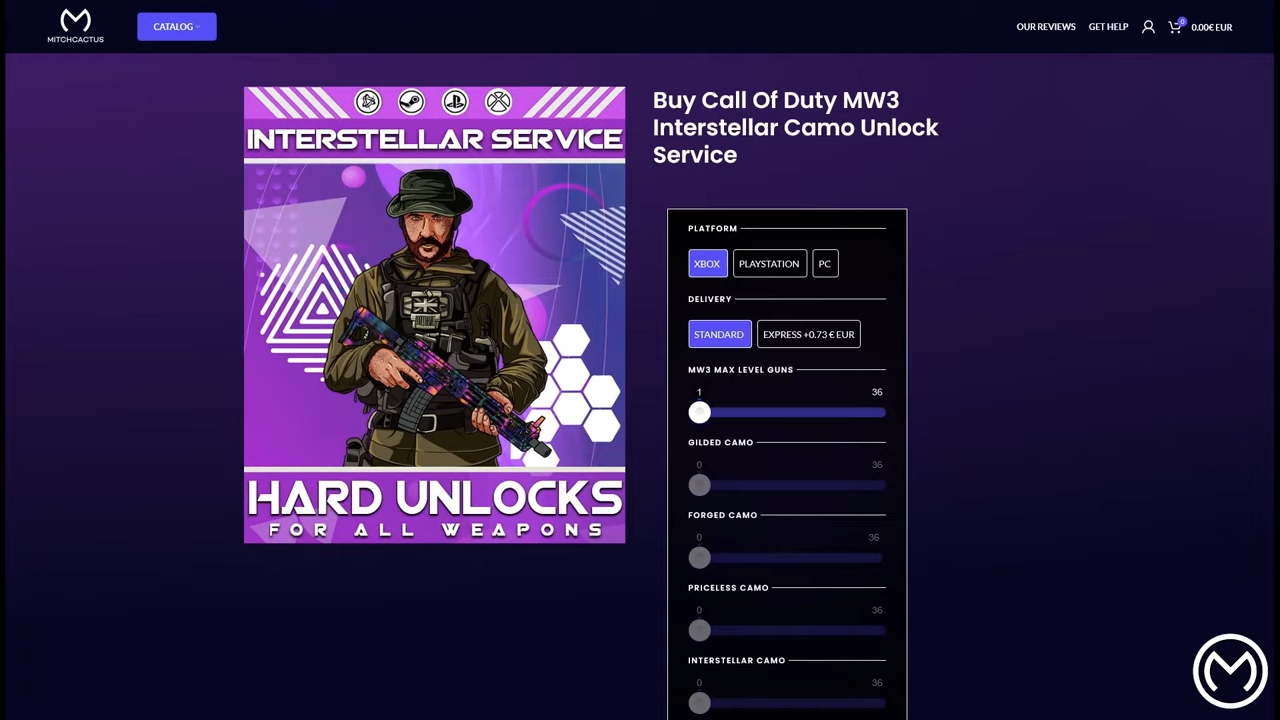 MITCHCACTUS
CATALOG
OUR REVIEWS
GET HELP
0
0.00€ EUR
INTERSTELLAR SERVICE
HARD UNLOCKS
FOR ALL WEAPONS
Buy Call Of Duty MW3
Interstellar Camo Unlock
Service
PLATFORM
XBOX PLAYSTATION PC
DELIVERY
STANDARD EXPRESS +0.73 € EUR
MW3 MAX LEVEL GUNS
1 36
GILDED CAMO
0 36
FORGED CAMO
0 36
PRICELESS CAMO
0 36
INTERSTELLAR CAMO
0 36